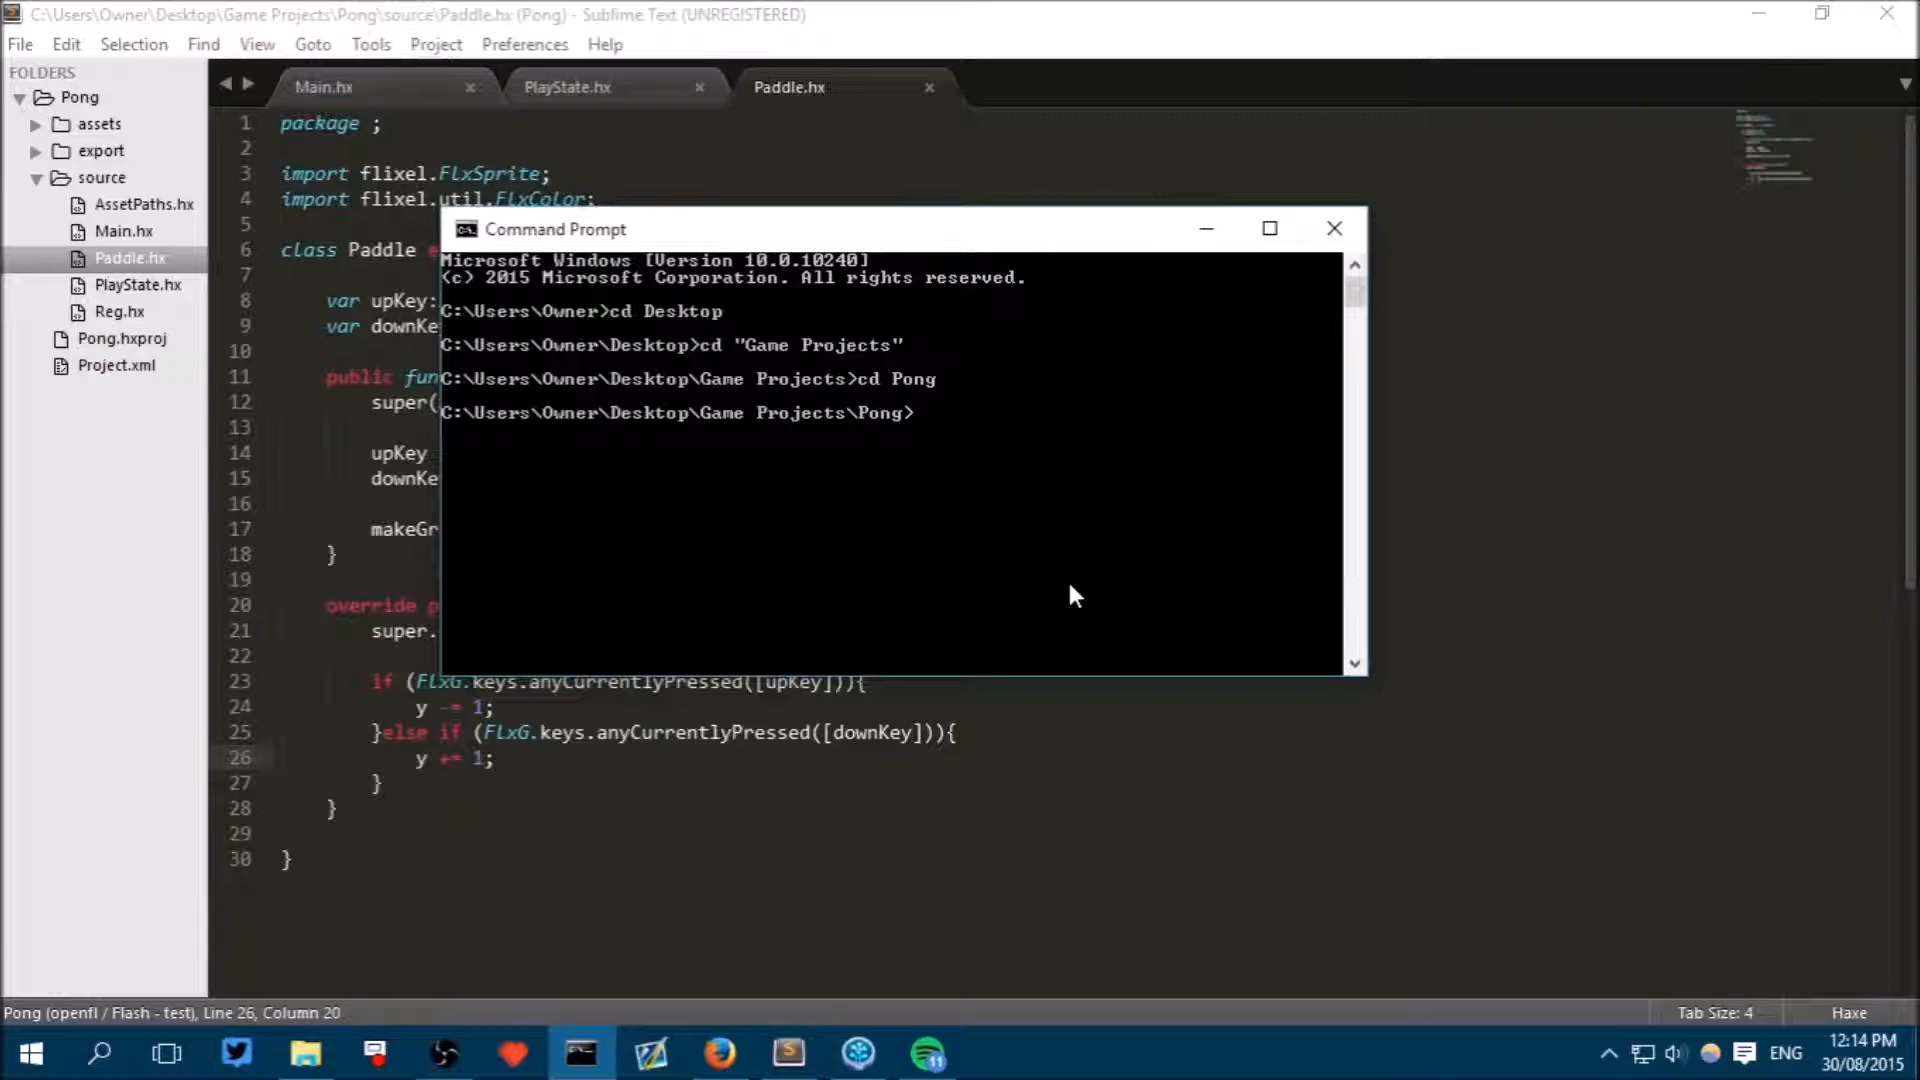 C:\Users\Owner\Desktop\Game Projects\Pong\source\Paddle.hx (Pong) - Sublime Text (UNREGISTERED)
File Edit Selection Find View Goto Tools Project Preferences Help
FOLDERS
Pong
assets
export
source
AssetPaths.hx
Main.hx
Paddle.hx
PlayState.hx
Reg.hx
Pong.hxproj
Project.xml
Main.hx PlayState.hx Paddle.hx
1 package ;
2
3 import flixel.FlxSprite;
4 import flixel.util.FlxColor;
5
6 class Paddle
7
8 var upKey:
9 var downKe
10
11 public fun
12 super(
13
14 upKey
15 downKe
16
17 makeGr
18 }
19
20 override p
21 super.
22
23 if (FlxG.keys.anyCurrentlyPressed([upKey])){
24 y -= 1;
25 }else if (FlxG.keys.anyCurrentlyPressed([downKey])){
26 y += 1;
27 }
28 }
29
30 }
Command Prompt
Microsoft Windows [Version 10.0.10240]
(c) 2015 Microsoft Corporation. All rights reserved.
C:\Users\Owner>cd Desktop
C:\Users\Owner\Desktop>cd "Game Projects"
C:\Users\Owner\Desktop\Game Projects>cd Pong
C:\Users\Owner\Desktop\Game Projects\Pong>
Pong (openfl / Flash - test), Line 26, Column 20
Tab Size: 4 Haxe
11
ENG
12:14 PM
30/08/2015